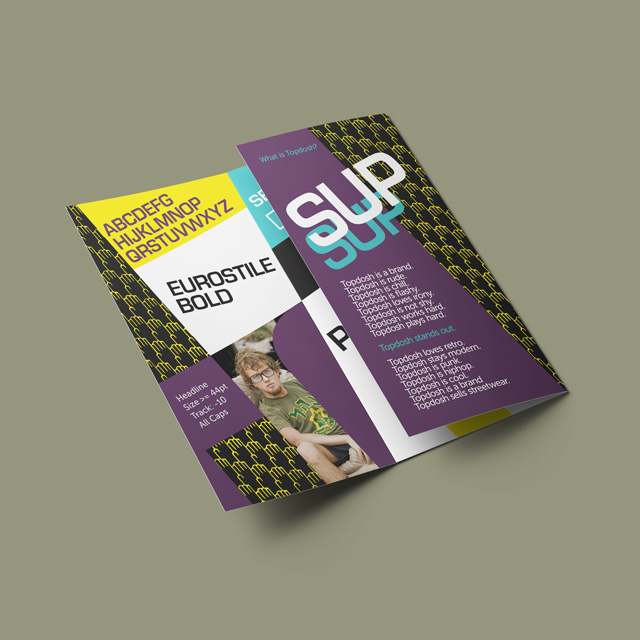 ABCDEFG
HIJKLMNOP
QRSTUVWXYZ
SE
EUROSTILE
BOLD
P
Headline
Size >= 44pt
Track: -10
All Caps
What is Topdosh?
SUP
SUP
Topdosh is a brand.
Topdosh is rude.
Topdosh is chill.
Topdosh is flashy.
Topdosh loves irony.
Topdosh is not shy.
Topdosh works hard.
Topdosh plays hard.
Topdosh stands out.
Topdosh loves retro.
Topdosh stays modern.
Topdosh is punk.
Topdosh is hiphop.
Topdosh is cool.
Topdosh is a brand
Topdosh sells streetwear.